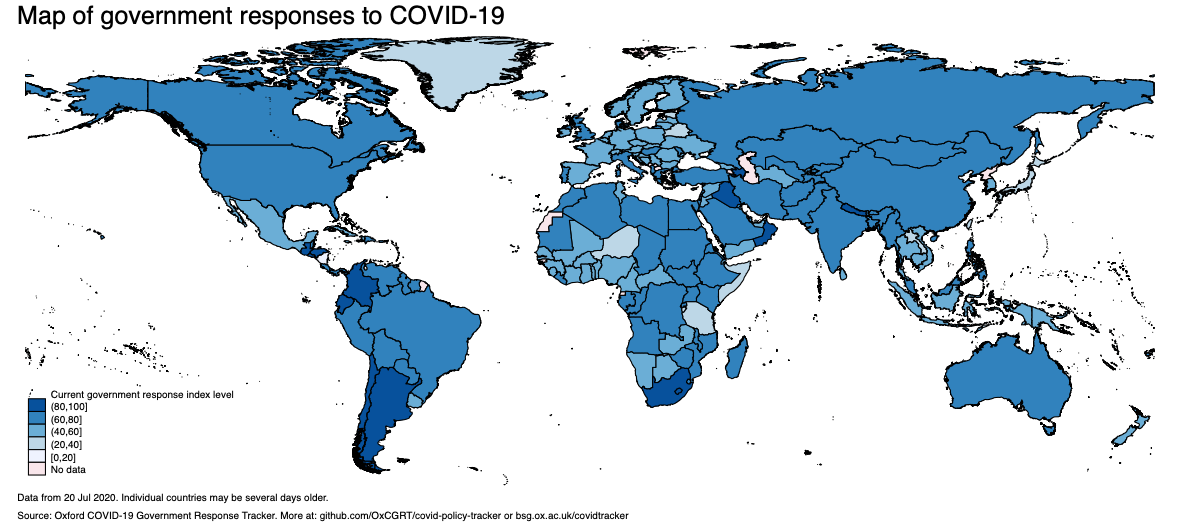 Map of government responses to COVID-19
Current government response index level
(80,100]
(60,80]
(40,60]
(20,40]
[0,20]
No data
Data from 20 Jul 2020. Individual countries may be several days older.
Source: Oxford COVID-19 Government Response Tracker. More at: github.com/OxCGRT/covid-policy-tracker or bsg.ox.ac.uk/covidtracker